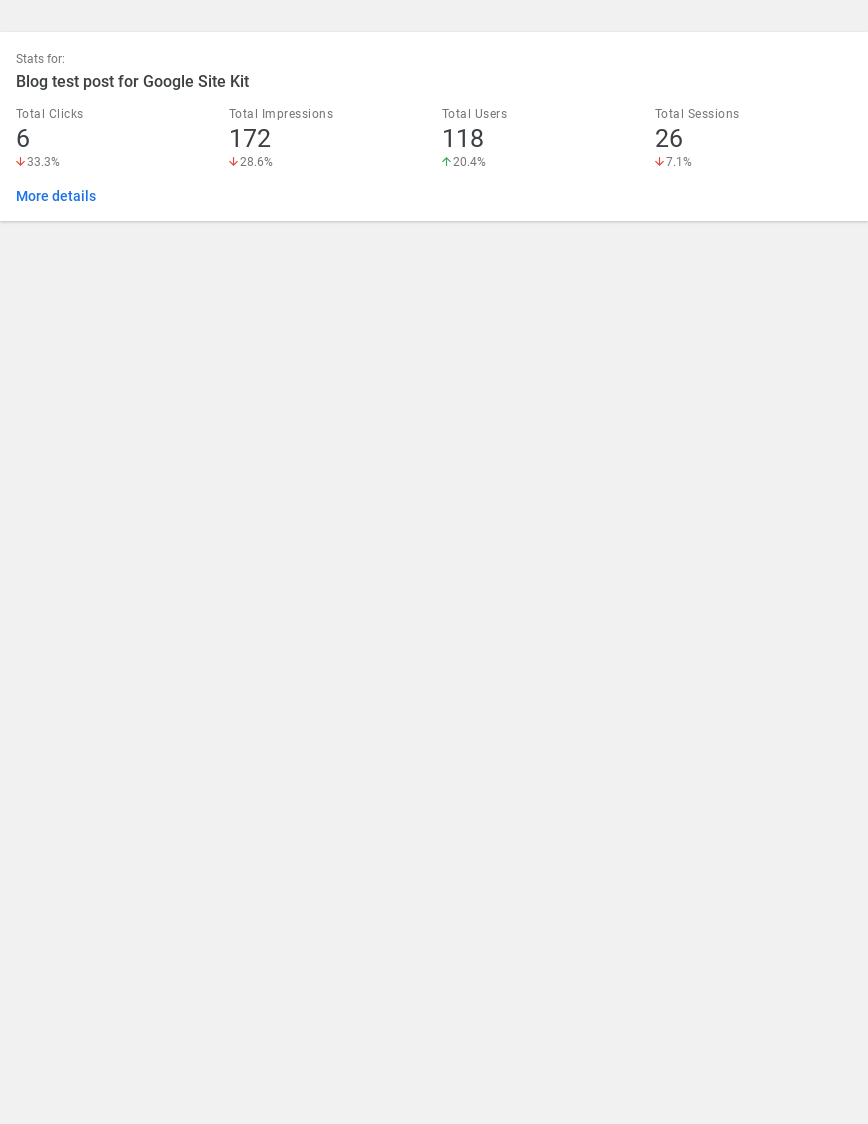 Stats for:
Blog test post for Google Site Kit
Total Clicks
6
33.3%
Total Impressions
172
28.6%
Total Users
118
20.4%
Total Sessions
26
7.1%
More details